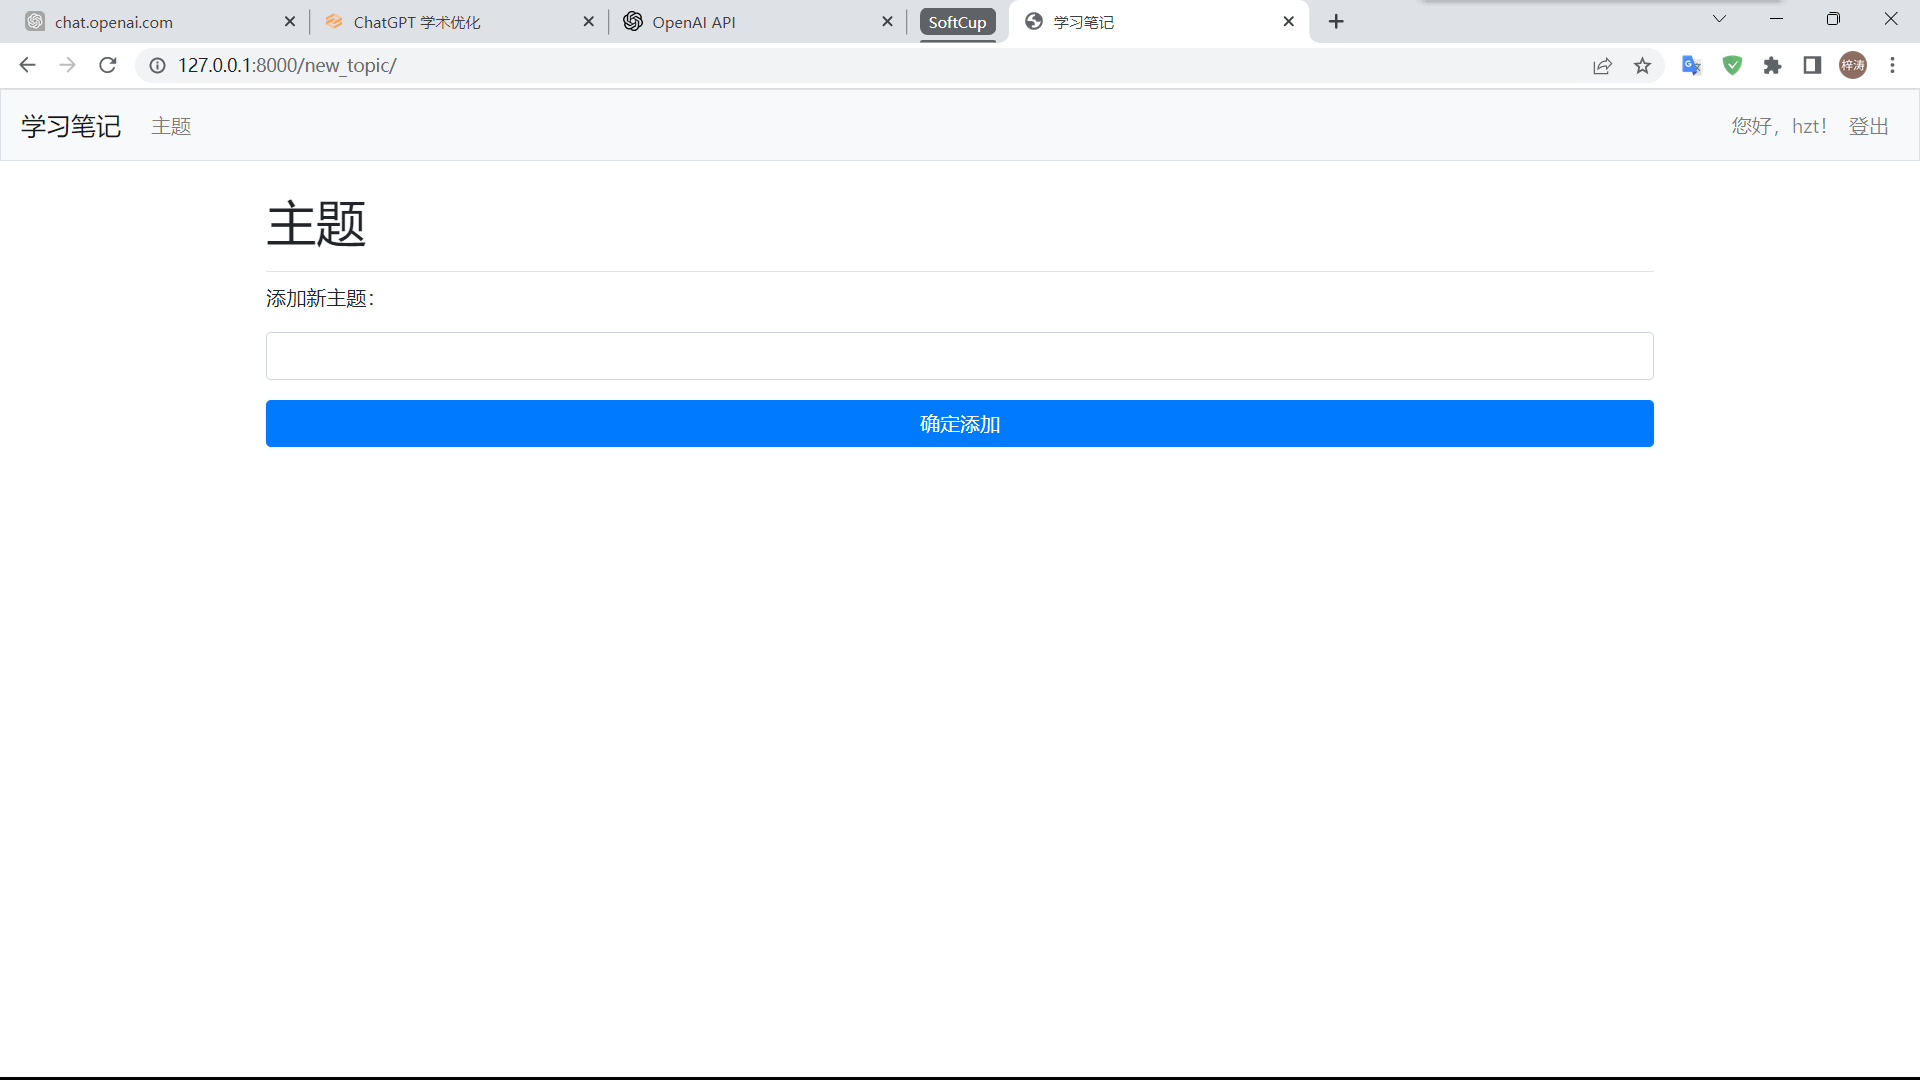 chat.openai.com
ChatGPT 学术优化
OpenAI API
SoftCup
学习笔记
127.0.0.1:8000/new_topic/
梓涛
学习笔记
主题
您好，hzt！
登出
主题
添加新主题：
确定添加